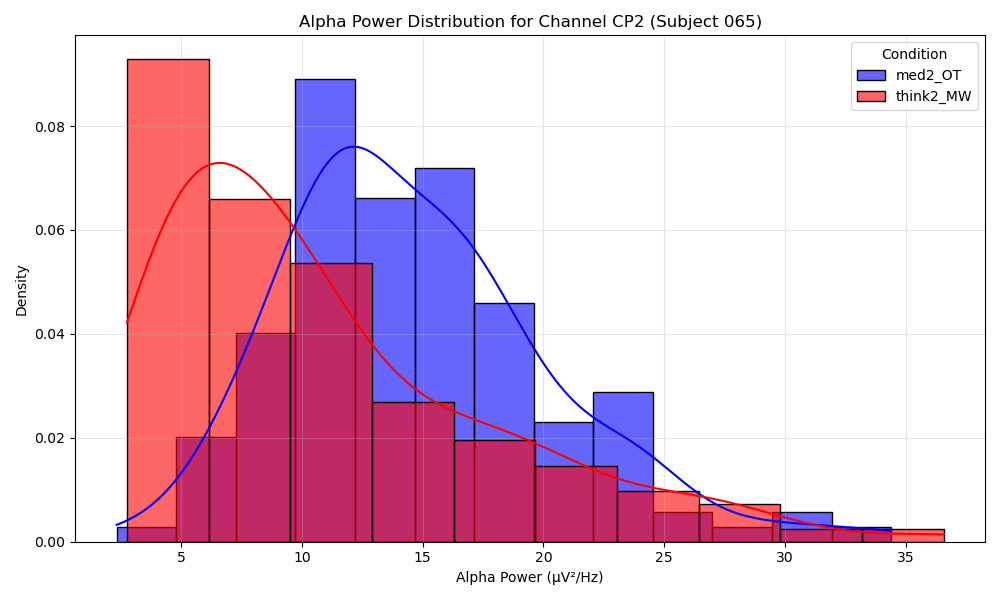 Alpha Power Distribution for Channel CP2 (Subject 065)
Condition
med2_OT
think2_MW
Density
0.08
0.06
0.04
0.02
0.00
5 10 15 20 25 30 35
Alpha Power (µV²/Hz)